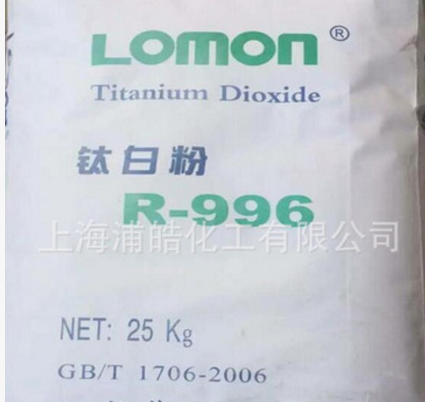 LOMON®
Titanium Dioxide
钛白粉
R-996
上海浦皓化工有限公司
NET: 25 Kg
GB/T 1706-2006